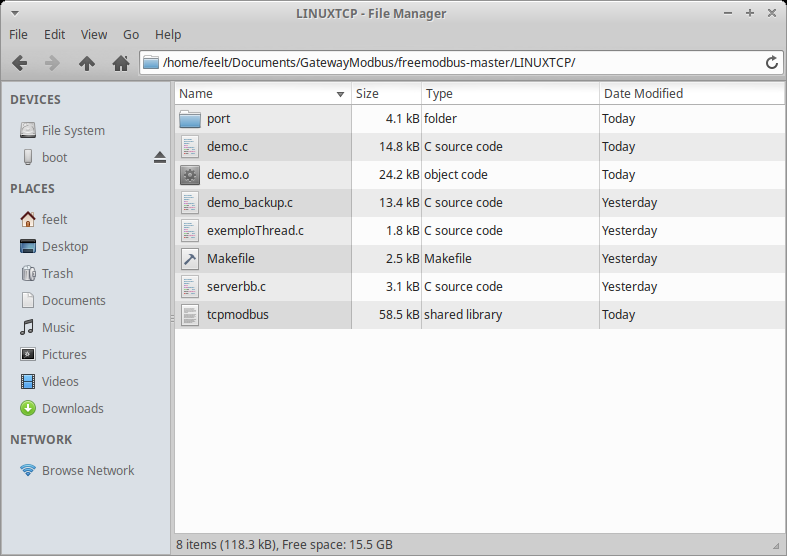 LINUXTCP - File Manager
File Edit View Go Help
/home/feelt/Documents/GatewayModbus/freemodbus-master/LINUXTCP/
DEVICES
File System
boot
PLACES
feelt
Desktop
Trash
Documents
Music
Pictures
Videos
Downloads
NETWORK
Browse Network
Name Size Type Date Modified
port 4.1 kB folder Today
demo.c 14.8 kB C source code Today
demo.o 24.2 kB object code Today
demo_backup.c 13.4 kB C source code Yesterday
exemploThread.c 1.8 kB C source code Yesterday
Makefile 2.5 kB Makefile Yesterday
serverbb.c 3.1 kB C source code Yesterday
tcpmodbus 58.5 kB shared library Today
8 items (118.3 kB), Free space: 15.5 GB